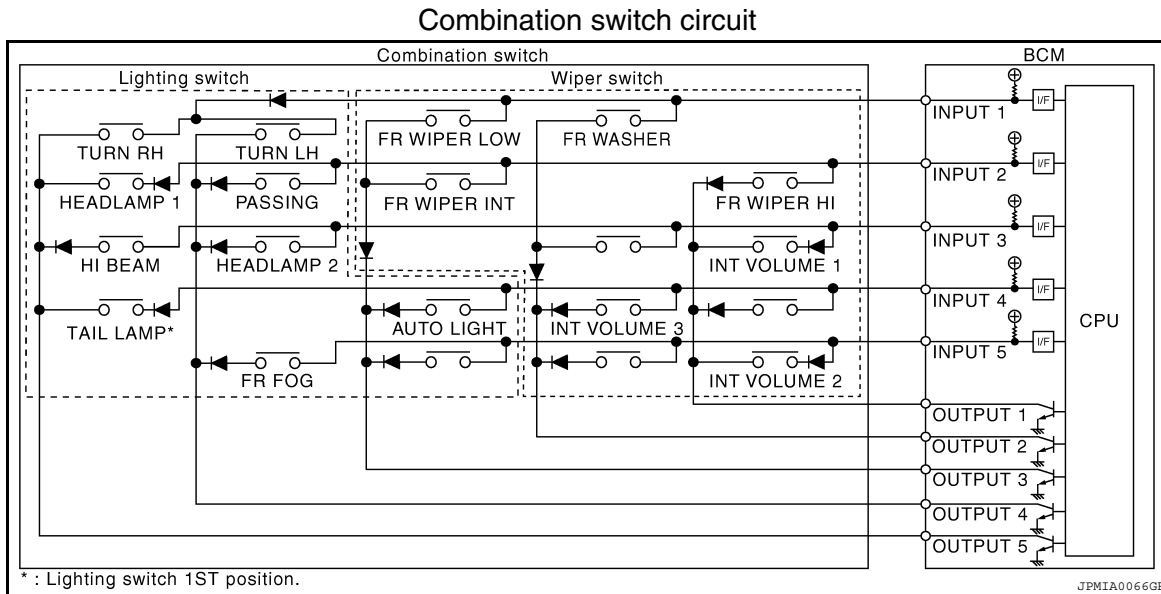 Combination switch circuit
Combination switch
BCM
Lighting switch
Wiper switch
I/F
INPUT 1
FR WIPER LOW
FR WASHER
TURN RH
TURN LH
I/F
INPUT 2
HEADLAMP 1
PASSING
FR WIPER INT
FR WIPER HI
I/F
INPUT 3
HI BEAM
HEADLAMP 2
INT VOLUME 1
I/F
INPUT 4
TAIL LAMP*
AUTO LIGHT
INT VOLUME 3
CPU
I/F
INPUT 5
FR FOG
INT VOLUME 2
OUTPUT 1
OUTPUT 2
OUTPUT 3
OUTPUT 4
OUTPUT 5
* : Lighting switch 1ST position.